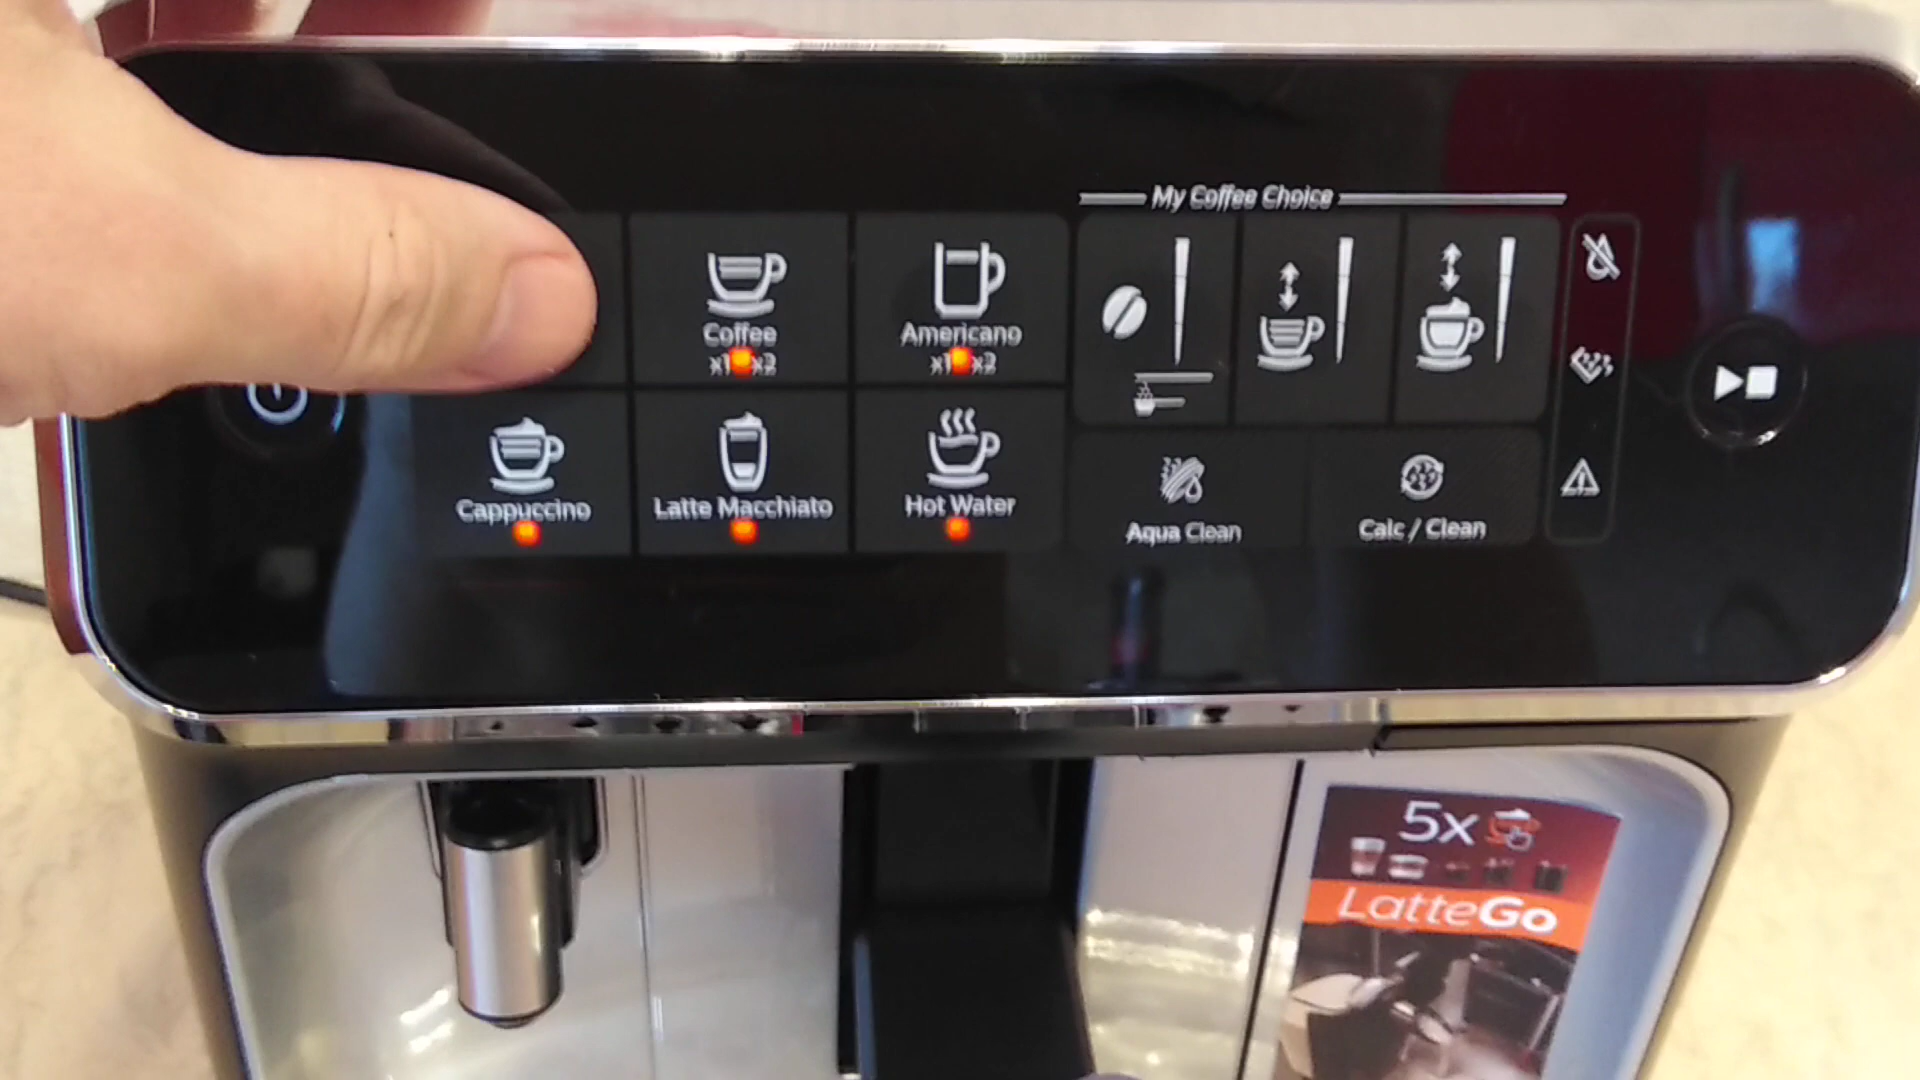 My Coffee Choice
Coffee
x1 x2
Americano
x1 x2
Cappuccino
Latte Macchiato
Hot Water
Aqua Clean
Calc / Clean
5x
LatteGo